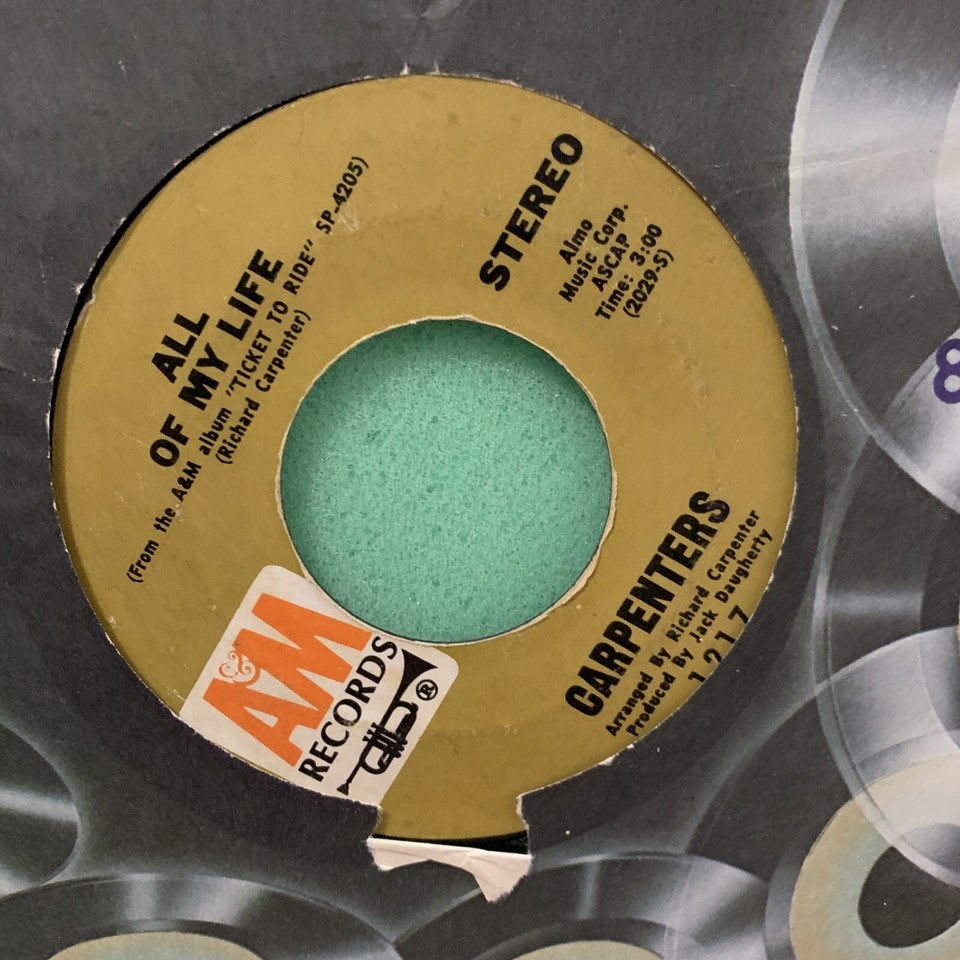 ALL
OF MY LIFE
(From the A&M album "TICKET TO RIDE" SP-4205)
(Richard Carpenter)
STEREO
Almo
Music Corp.
ASCAP
Time: 3:00
(2029-S)
A&M
RECORDS
®
CARPENTERS
Arranged By Richard Carpenter
Produced By Jack Daugherty
1217
8